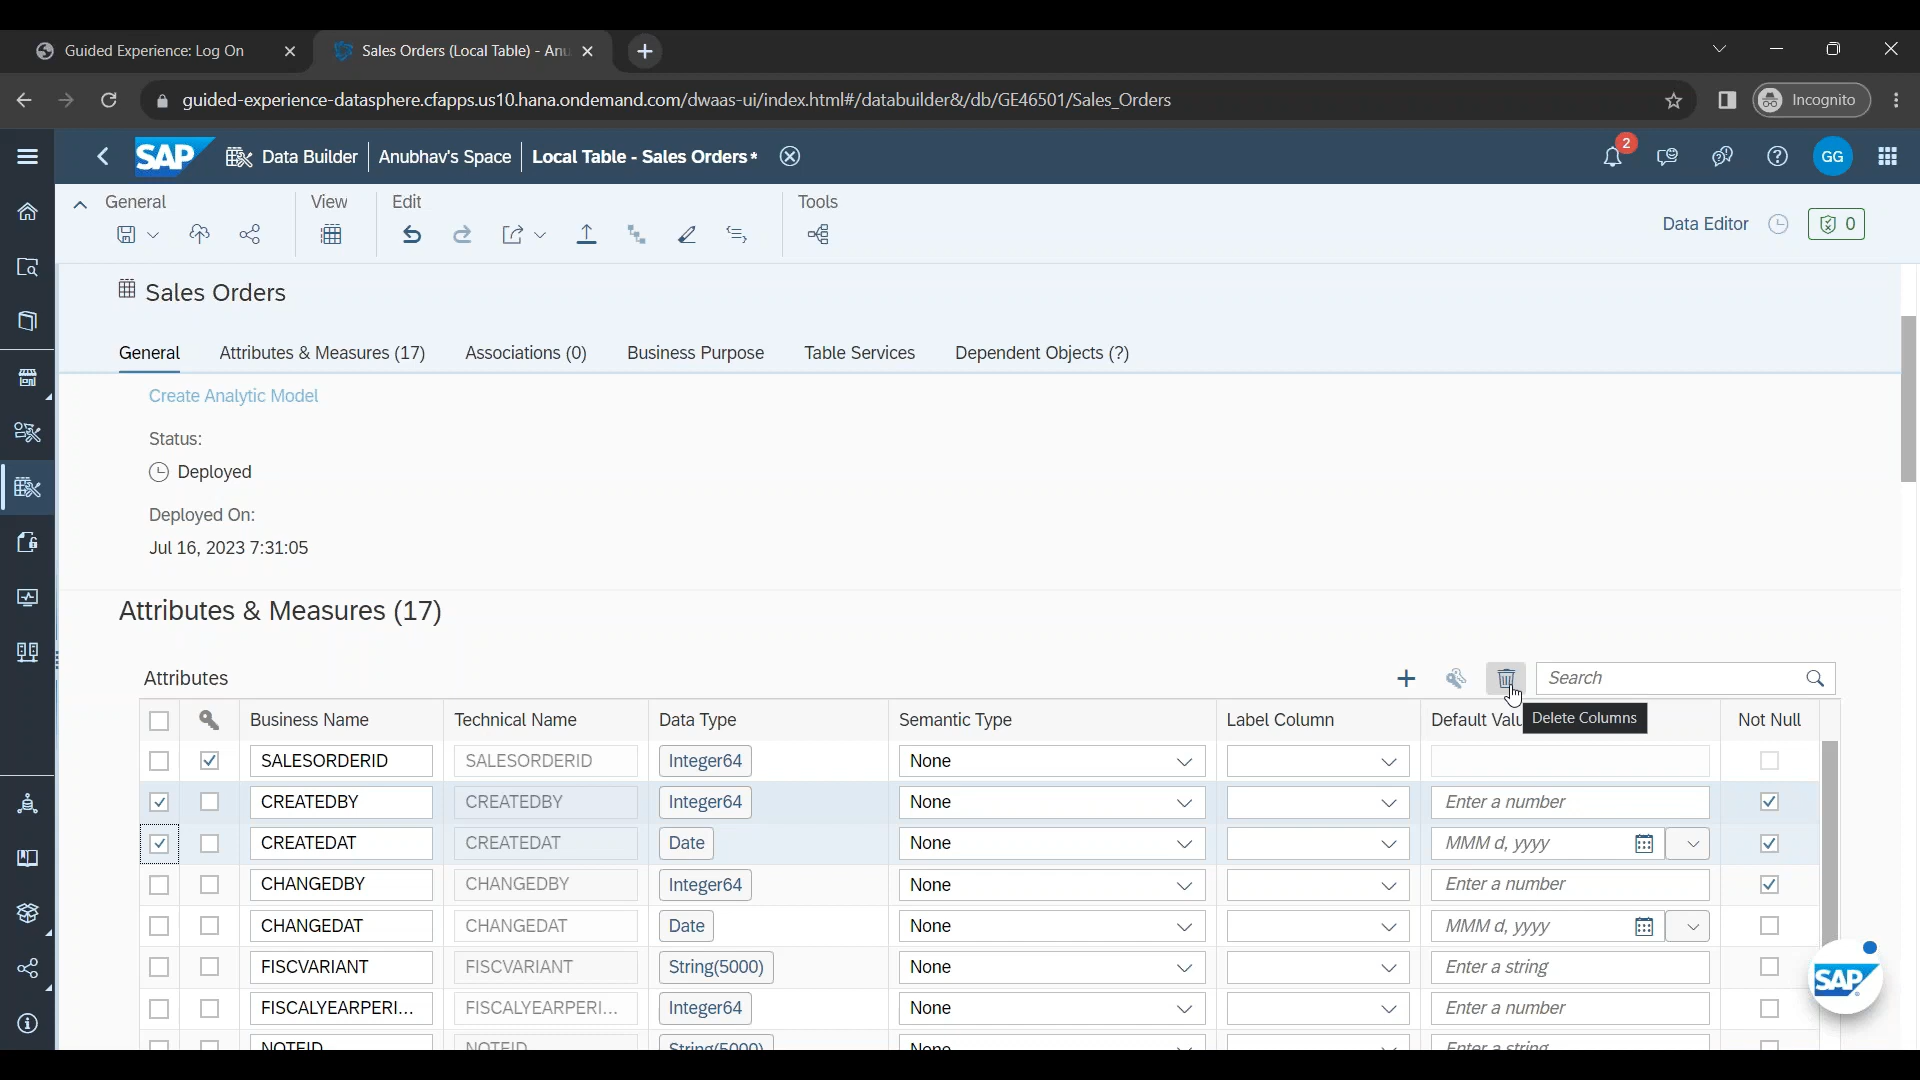 Guided Experience: Log On
Sales Orders (Local Table) - Anu
guided-experience-datasphere.cfapps.us10.hana.ondemand.com/dwaas-ui/index.html#/databuilder&/db/GE46501/Sales_Orders
Incognito
SAP Data Builder Anubhav's Space Local Table - Sales Orders*
2
GG
General View Edit Tools
Data Editor 0
Sales Orders
General Attributes & Measures (17) Associations (0) Business Purpose Table Services Dependent Objects (?)
Create Analytic Model
Status:
Deployed
Deployed On:
Jul 16, 2023 7:31:05
Attributes & Measures (17)
Attributes
Search
Business Name Technical Name Data Type Semantic Type Label Column Default Valu Delete Columns Not Null
SALESORDERID SALESORDERID Integer64 None
CREATEDBY CREATEDBY Integer64 None Enter a number
CREATEDAT CREATEDAT Date None MMM d, yyyy
CHANGEDBY CHANGEDBY Integer64 None Enter a number
CHANGEDAT CHANGEDAT Date None MMM d, yyyy
FISCVARIANT FISCVARIANT String(5000) None Enter a string
FISCALYEARPERI... FISCALYEARPERI... Integer64 None Enter a number
NOTEID NOTEID String(5000) None Enter a string
SAP